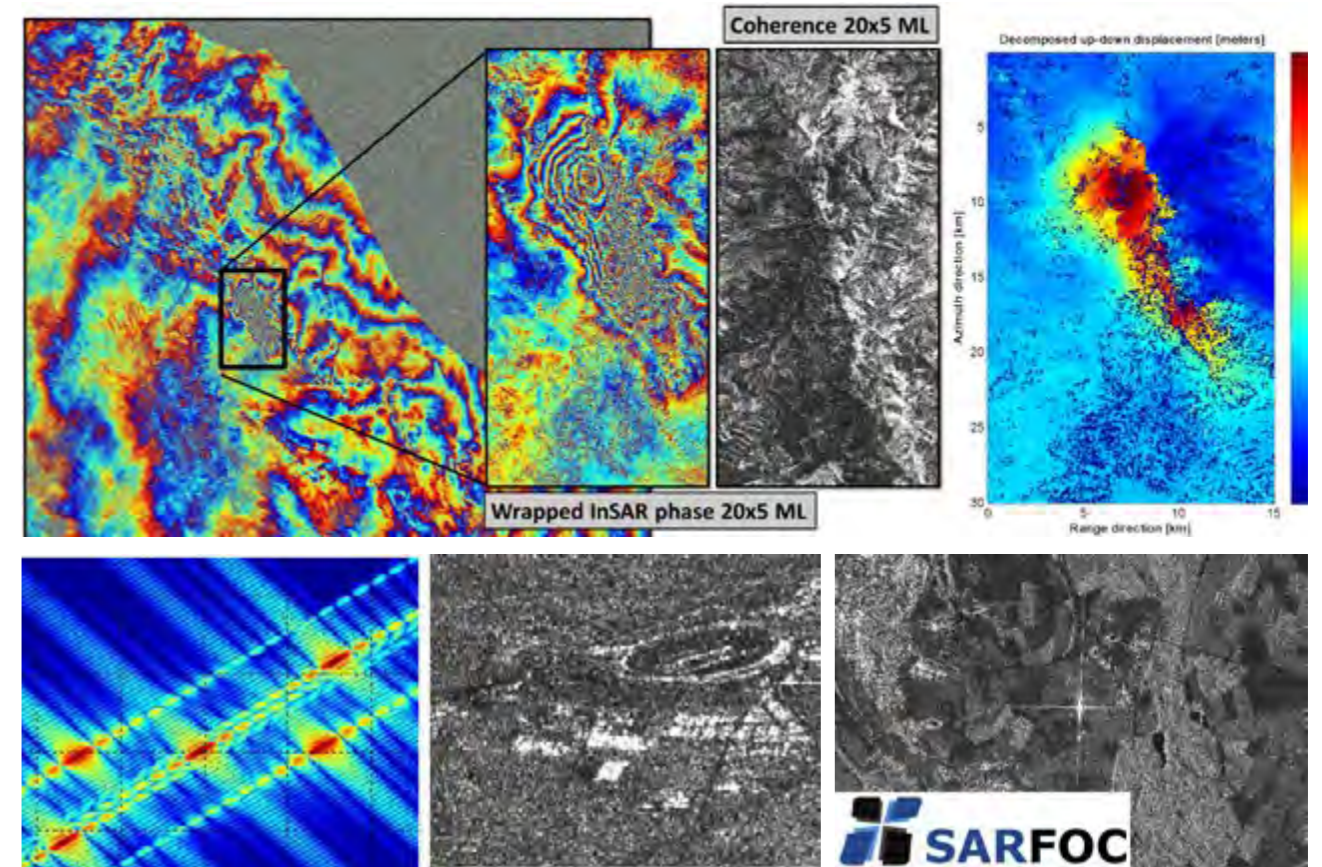 Coherence 20x5 ML
Decomposed up-down displacement [meters]
Wrapped InSAR phase 20x5 ML
Azimuth direction [km]
5
10
15
20
25
30
0
5
10
15
Range direction [km]
SARFOC